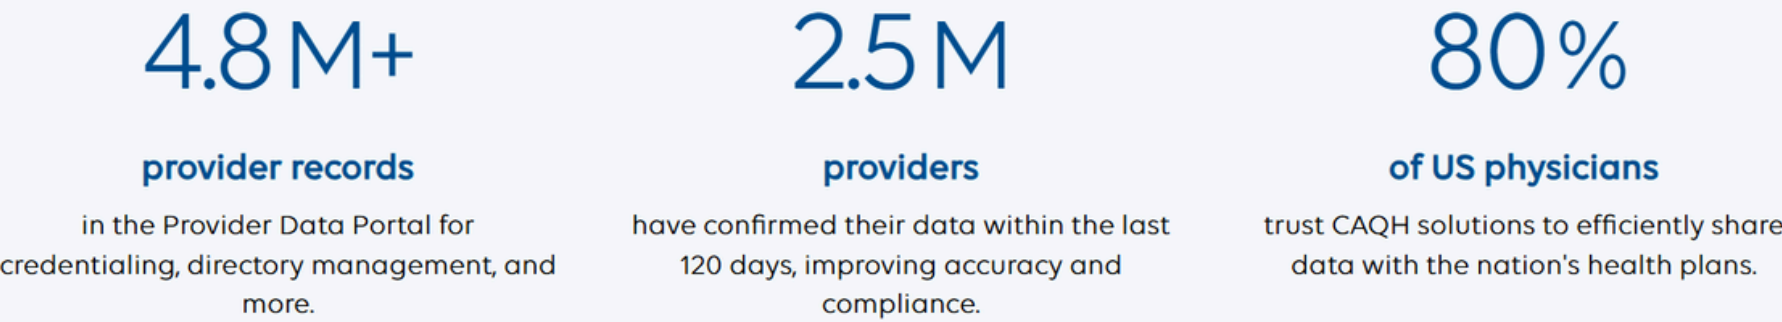 4.8 M+
provider records
in the Provider Data Portal for
credentialing, directory management, and
more.
2.5 M
providers
have confirmed their data within the last
120 days, improving accuracy and
compliance.
80 %
of US physicians
trust CAQH solutions to efficiently share
data with the nation's health plans.